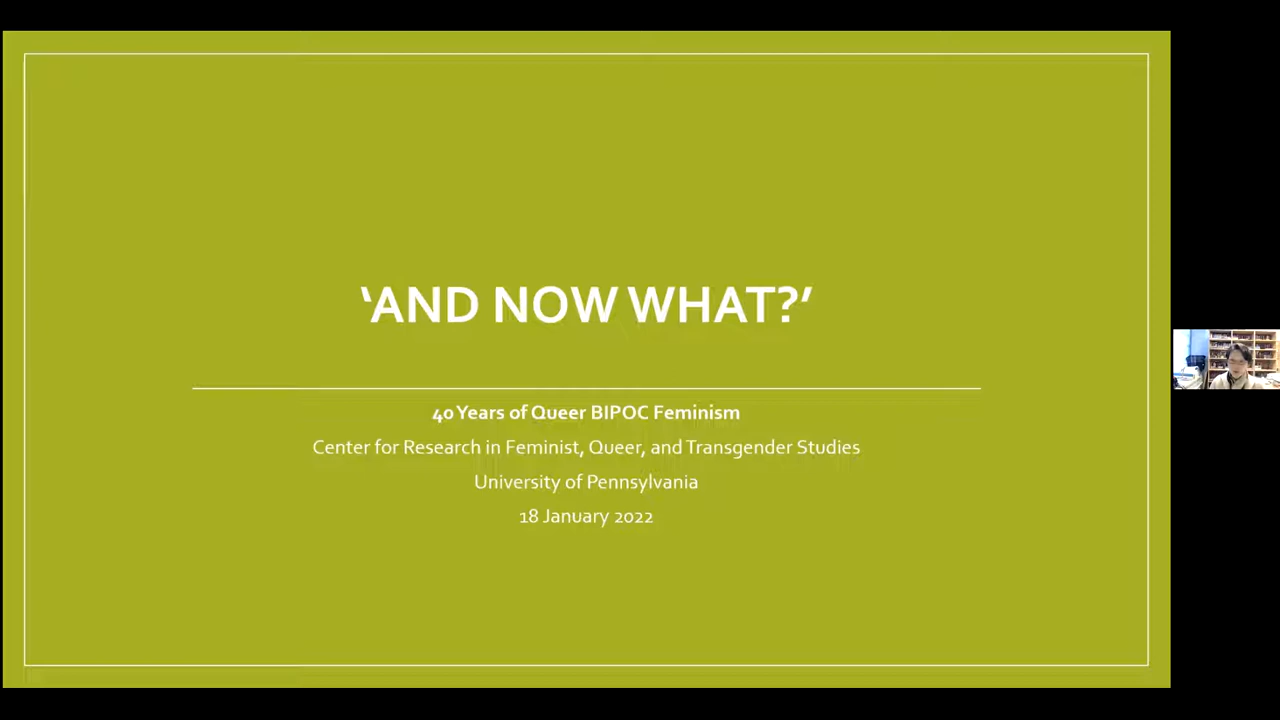 ‘AND NOW WHAT?’
40 Years of Queer BIPOC Feminism
Center for Research in Feminist, Queer, and Transgender Studies
University of Pennsylvania
18 January 2022